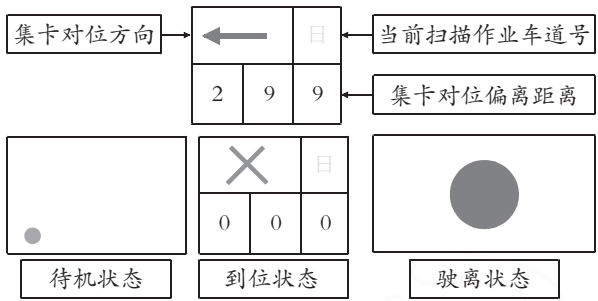 集卡对位方向
日
当前扫描作业车道号
2 9 9
集卡对位偏离距离
日
0 0 0
待机状态
到位状态
驶离状态